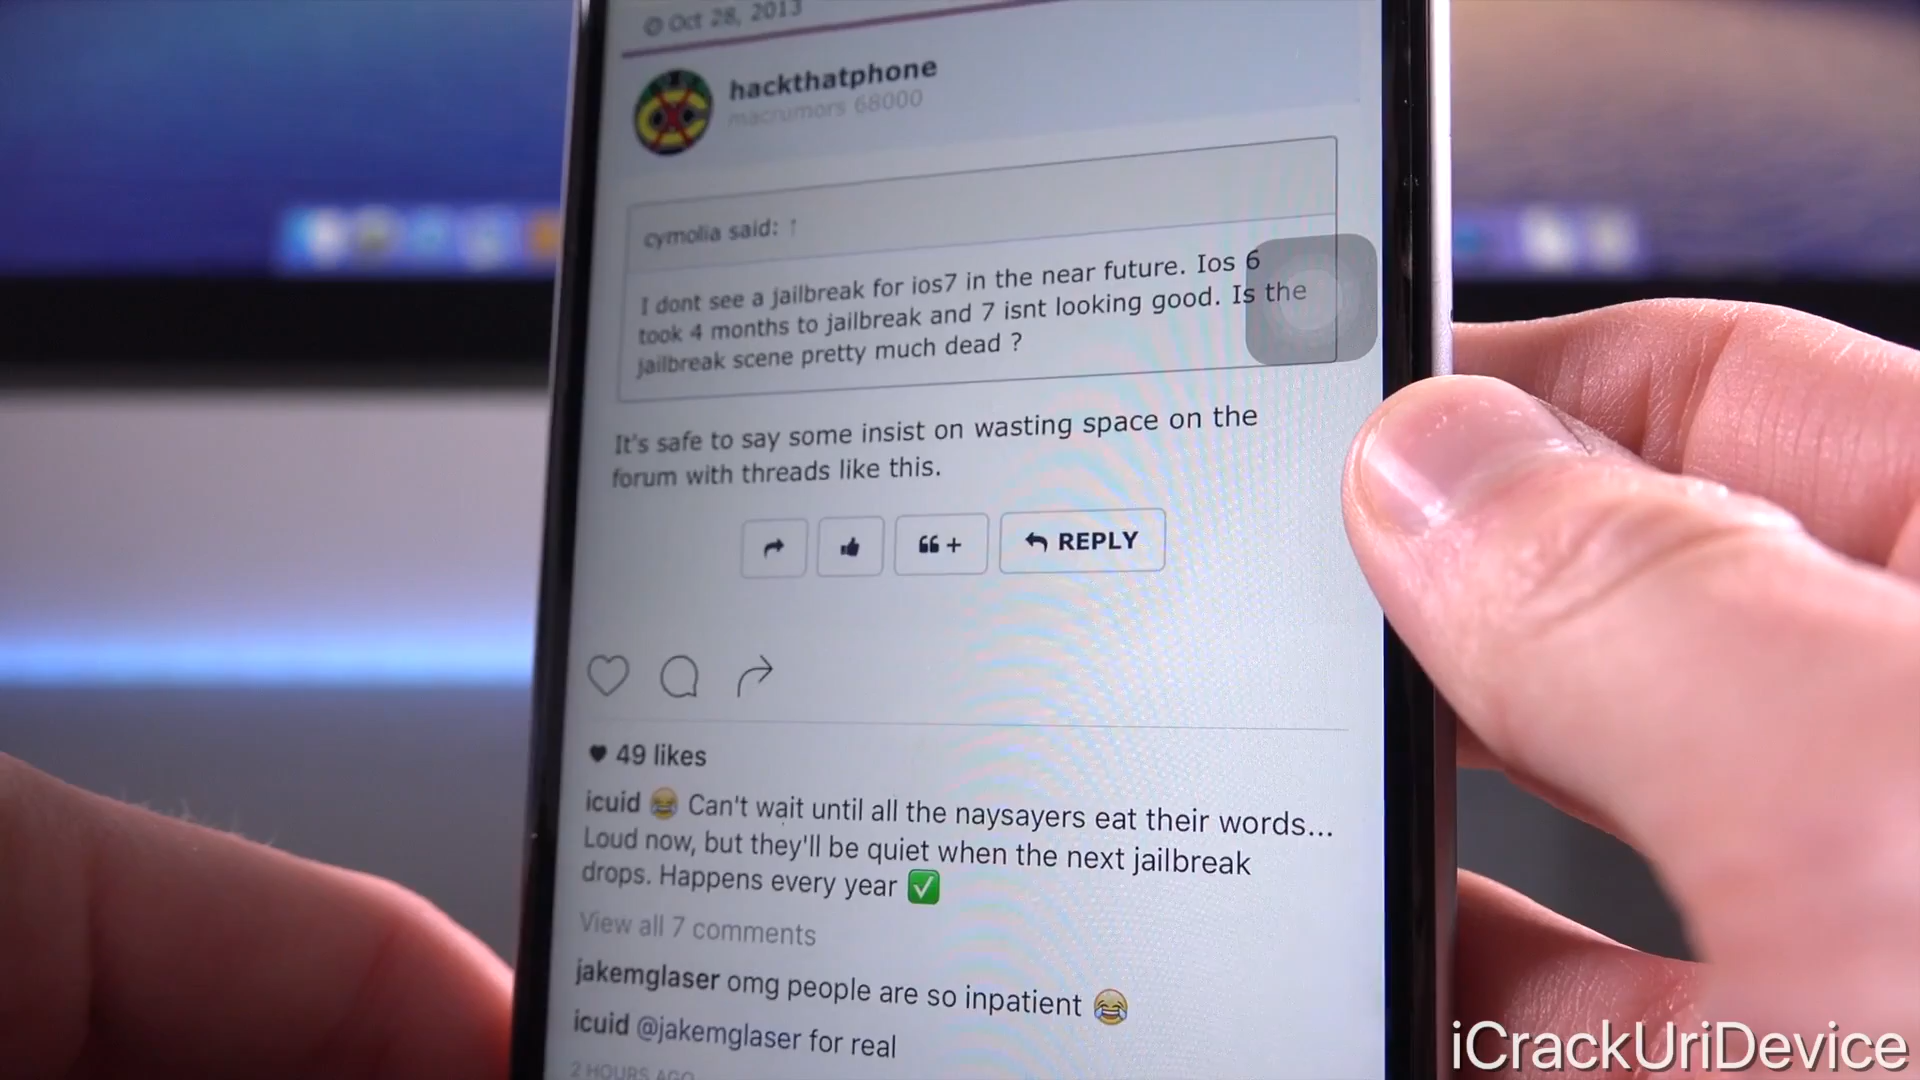 Oct 28, 2013
hackthatphone
macrumors 68000
cymolia said: ↑
I dont see a jailbreak for ios7 in the near future. Ios 6
took 4 months to jailbreak and 7 isnt looking good. Is the
jailbreak scene pretty much dead ?
It's safe to say some insist on wasting space on the
forum with threads like this.
REPLY
49 likes
icuid 😂 Can't wait until all the naysayers eat their words...
Loud now, but they'll be quiet when the next jailbreak
drops. Happens every year ✅
View all 7 comments
jakemglaser omg people are so inpatient 😂
icuid @jakemglaser for real
2 HOURS AGO
iCrackUriDevice